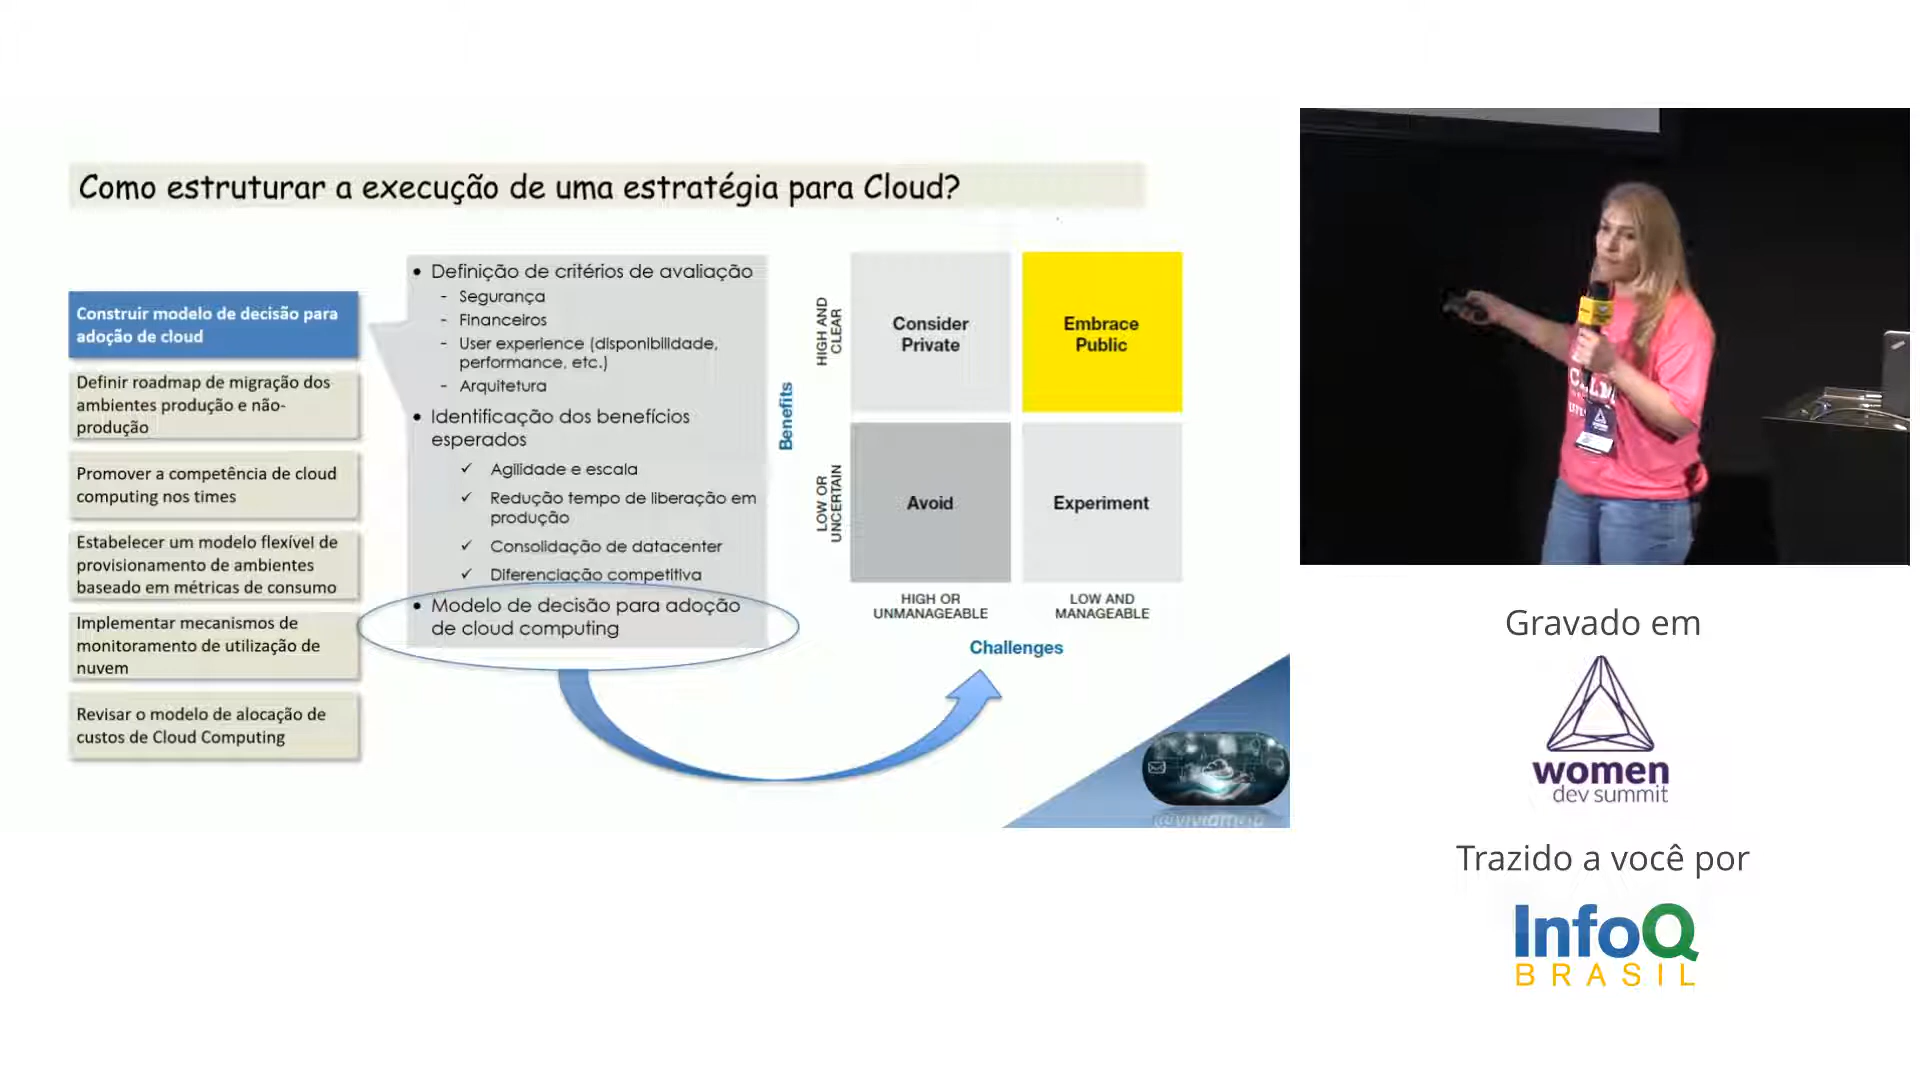 Como estruturar a execução de uma estratégia para Cloud?
Construir modelo de decisão para
adoção de cloud
Definir roadmap de migração dos
ambientes produção e não-
produção
Promover a competência de cloud
computing nos times
Estabelecer um modelo flexível de
provisionamento de ambientes
baseado em métricas de consumo
Implementar mecanismos de
monitoramento de utilização de
nuvem
Revisar o modelo de alocação de
custos de Cloud Computing
• Definição de critérios de avaliação
- Segurança
- Financeiros
- User experience (disponibilidade,
performance, etc.)
- Arquitetura
• Identificação dos benefícios
esperados
✓ Agilidade e escala
✓ Redução tempo de liberação em
produção
✓ Consolidação de datacenter
✓ Diferenciação competitiva
• Modelo de decisão para adoção
de cloud computing
Benefits
HIGH AND
CLEAR
LOW OR
UNCERTAIN
Consider
Private
Embrace
Public
Avoid
Experiment
HIGH OR
UNMANAGEABLE
LOW AND
MANAGEABLE
Challenges
Gravado em
women
dev summit
Trazido a você por
InfoQ
BRASIL